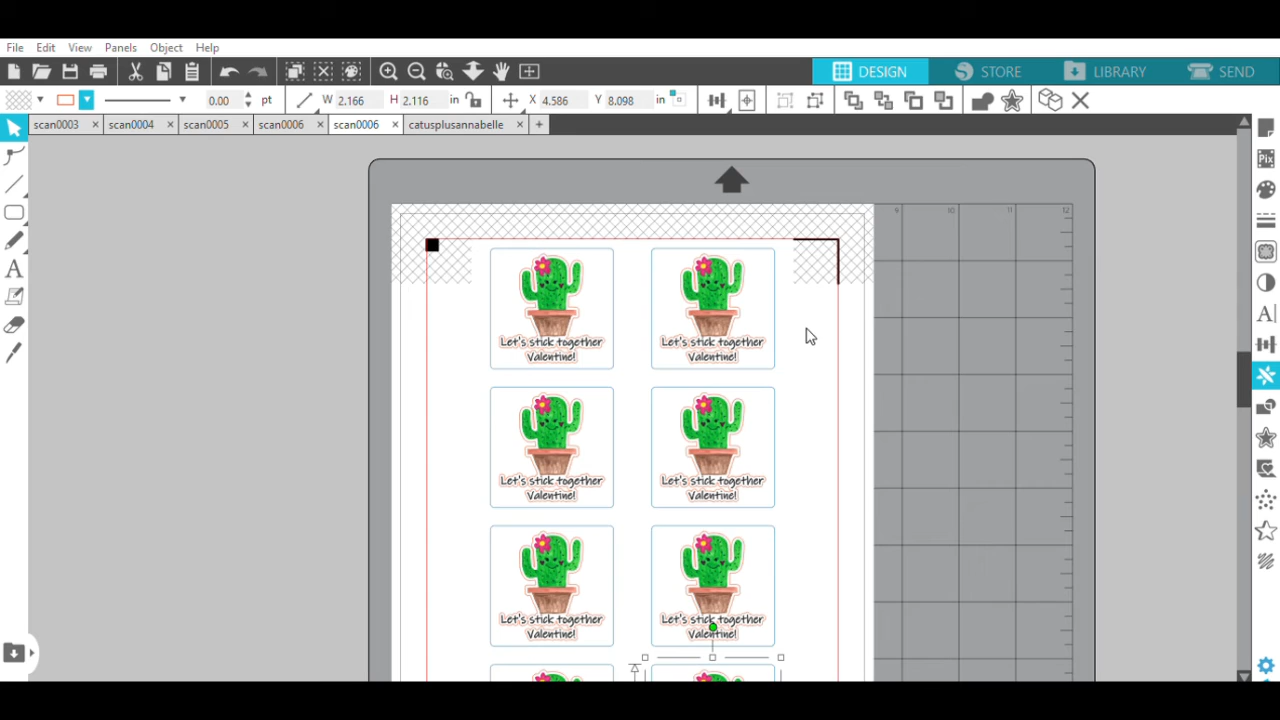 File Edit View Panels Object Help
DESIGN STORE LIBRARY SEND
0.00 pt W 2.166 H 2.116 in X 4.586 Y 8.098 in
scan0003 scan0004 scan0005 scan0006 scan0006 catusplusannabelle
Pix
9 10 11 12
Let's stick together
Valentine!
Let's stick together
Valentine!
Let's stick together
Valentine!
Let's stick together
Valentine!
Let's stick together
Valentine!
Let's stick together
Valentine!